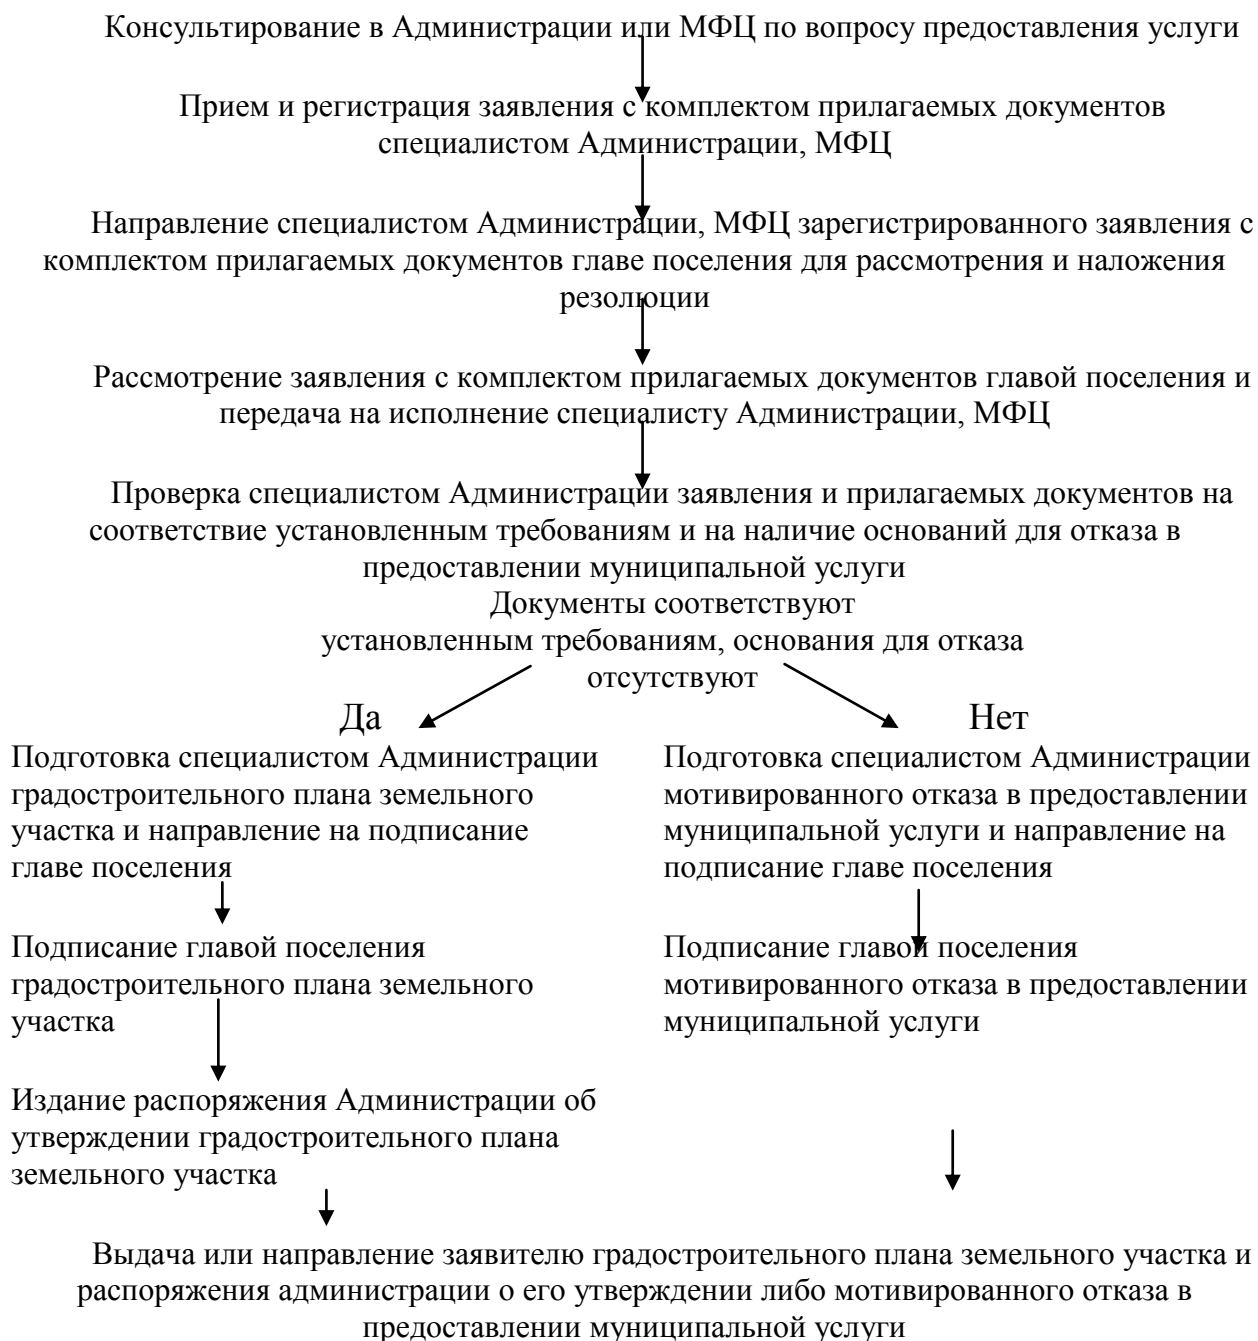 Консультирование в Администрации или МФЦ по вопросу предоставления услуги
Прием и регистрация заявления с комплектом прилагаемых документов
специалистом Администрации, МФЦ
Направление специалистом Администрации, МФЦ зарегистрированного заявления с
комплектом прилагаемых документов главе поселения для рассмотрения и наложения
резолюции
Рассмотрение заявления с комплектом прилагаемых документов главой поселения и
передача на исполнение специалисту Администрации, МФЦ
Проверка специалистом Администрации заявления и прилагаемых документов на
соответствие установленным требованиям и на наличие оснований для отказа в
предоставлении муниципальной услуги
Документы соответствуют
установленным требованиям, основания для отказа
отсутствуют
Да
Подготовка специалистом Администрации
градостроительного плана земельного
участка и направление на подписание
главе поселения
Подписание главой поселения
градостроительного плана земельного
участка
Издание распоряжения Администрации об
утверждении градостроительного плана
земельного участка
Нет
Подготовка специалистом Администрации
мотивированного отказа в предоставлении
муниципальной услуги и направление на
подписание главе поселения
Подписание главой поселения
мотивированного отказа в предоставлении
муниципальной услуги
Выдача или направление заявителю градостроительного плана земельного участка и
распоряжения администрации о его утверждении либо мотивированного отказа в
предоставлении муниципальной услуги